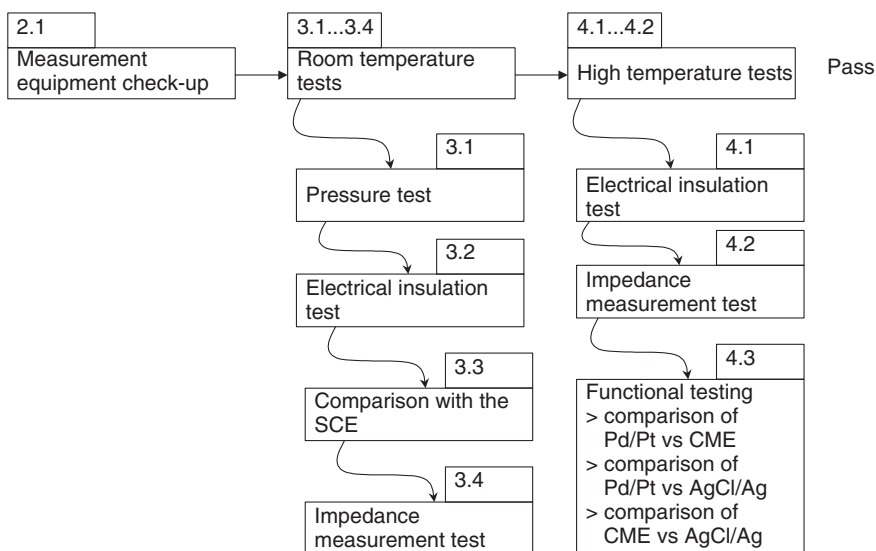 2.1
Measurement
equipment check-up
3.1...3.4
Room temperature
tests
4.1...4.2
High temperature tests
Pass
3.1
Pressure test
3.2
Electrical insulation
test
3.3
Comparison with the
SCE
3.4
Impedance
measurement test
4.1
Electrical insulation
test
4.2
Impedance
measurement test
4.3
Functional testing
> comparison of
Pd/Pt vs CME
> comparison of
Pd/Pt vs AgCl/Ag
> comparison of
CME vs AgCl/Ag